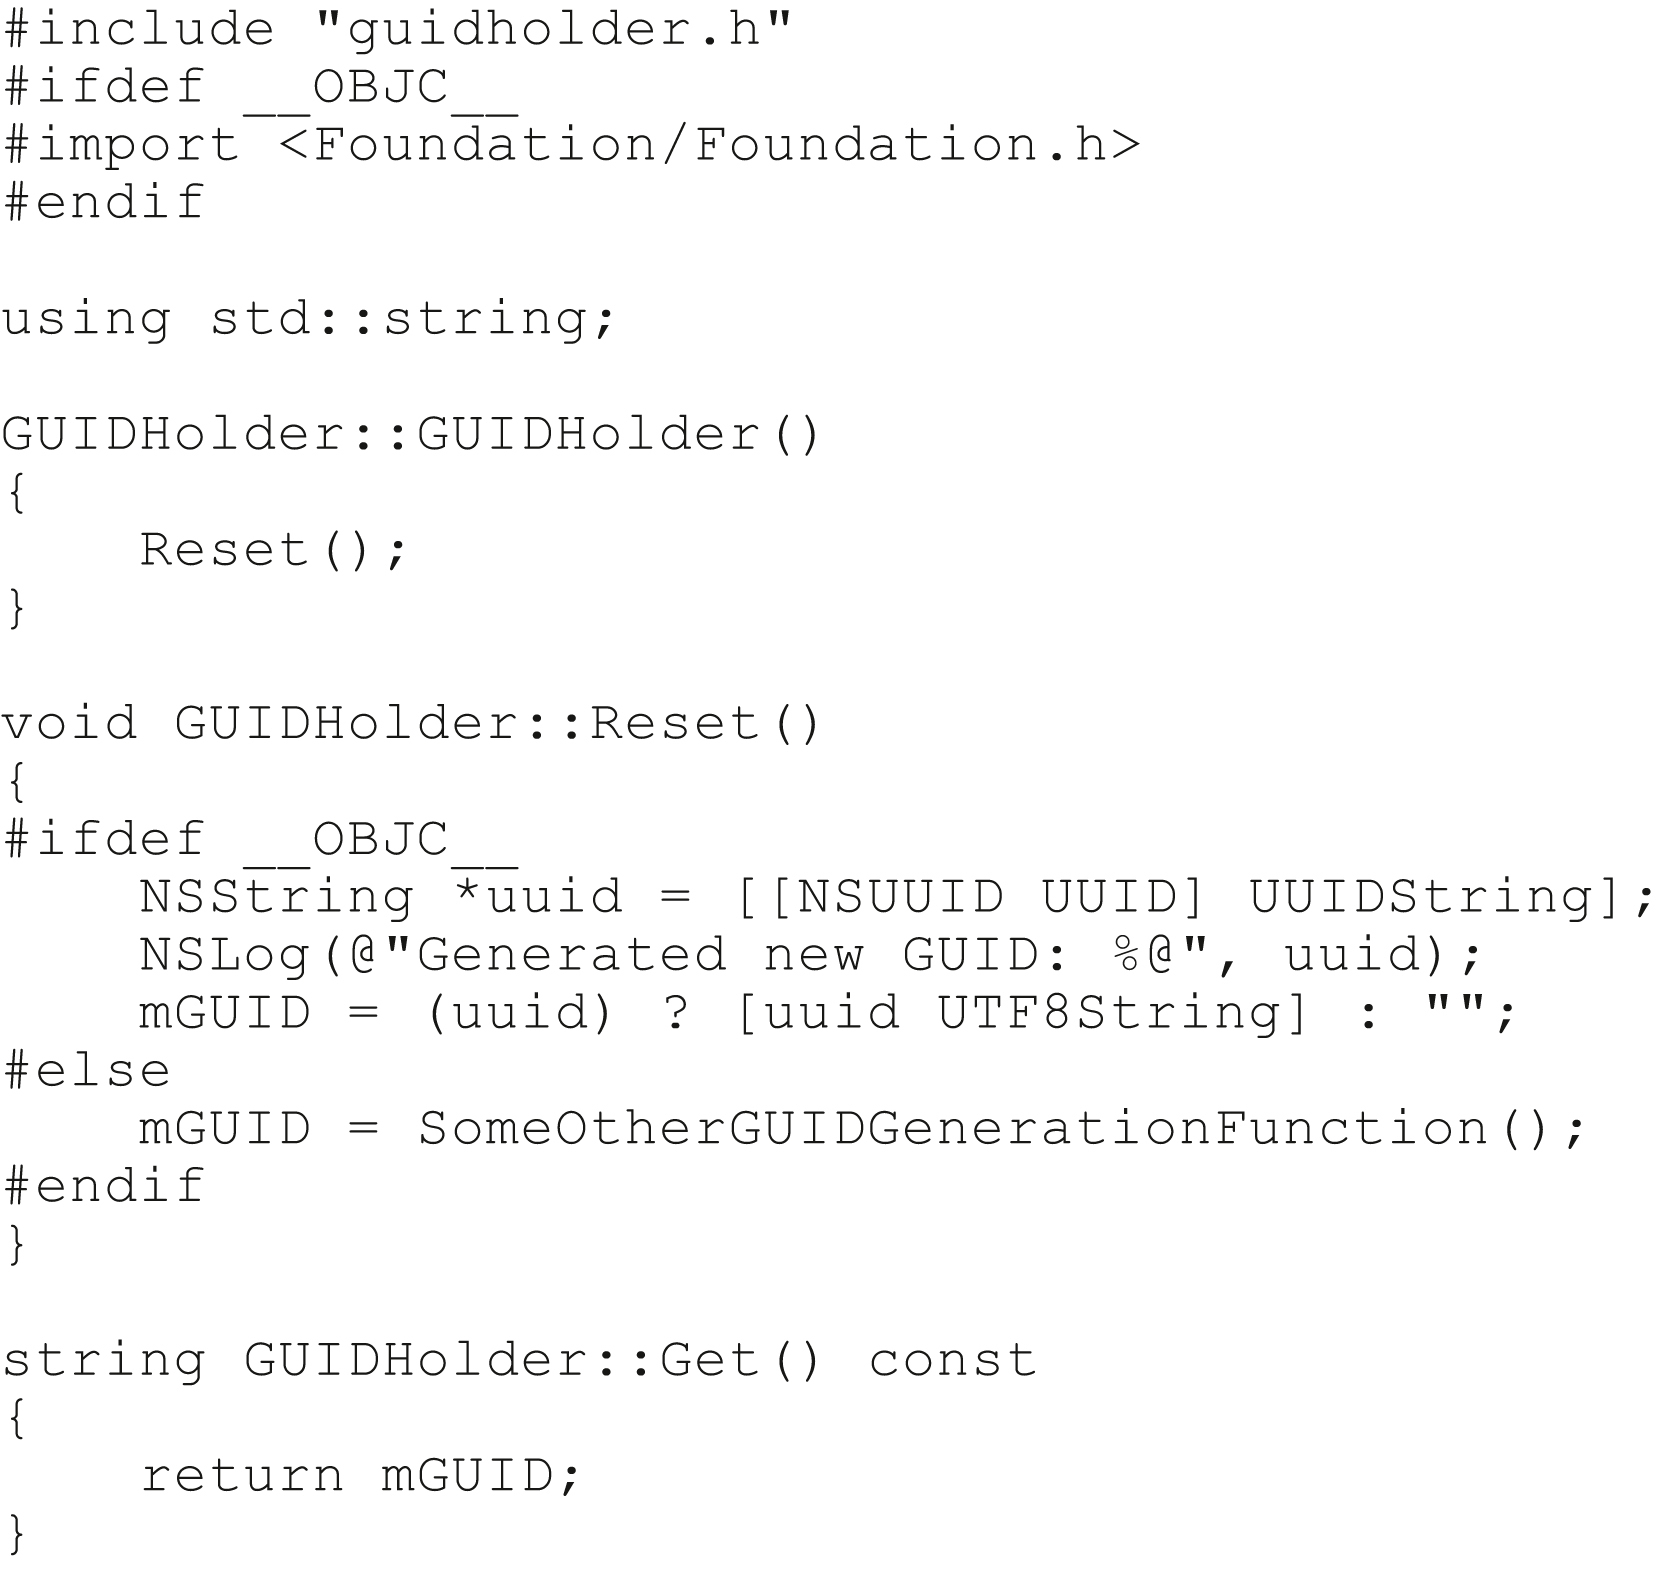 #include "guidholder.h"
#ifdef __OBJC__
#import <Foundation/Foundation.h>
#endif

using std::string;

GUIDHolder::GUIDHolder()
{
    Reset();
}

void GUIDHolder::Reset()
{
#ifdef __OBJC__
    NSString *uuid = [[NSUUID UUID] UUIDString];
    NSLog(@"Generated new GUID: %@", uuid);
    mGUID = (uuid) ? [uuid UTF8String] : "";
#else
    mGUID = SomeOtherGUIDGenerationFunction();
#endif
}

string GUIDHolder::Get() const
{
    return mGUID;
}